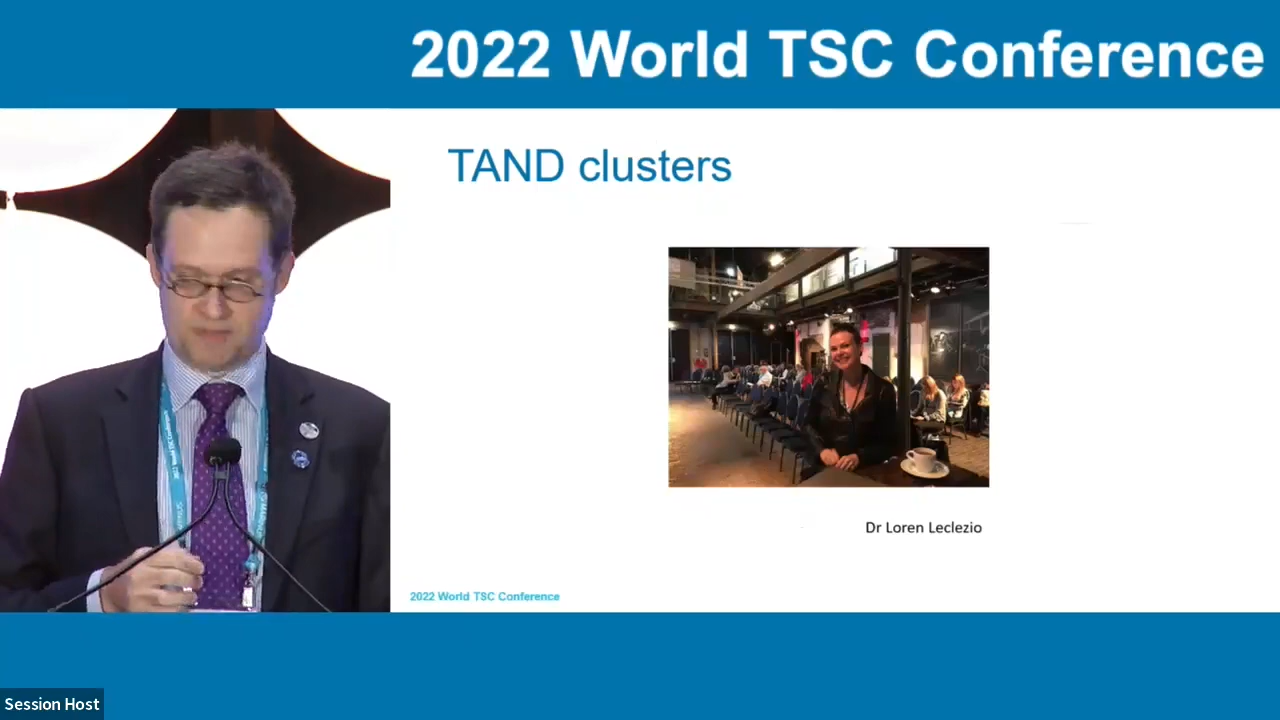 2022 World TSC Conference
TAND clusters
Dr Loren Leclezio
2022 World TSC Conference
Session Host